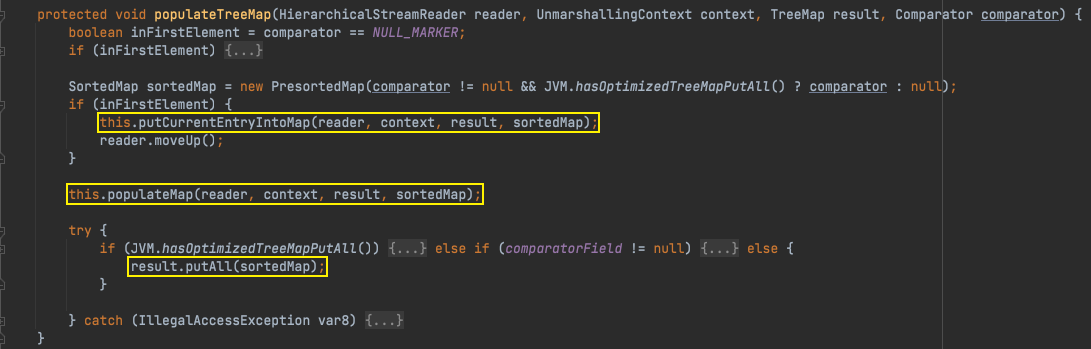 protected void populateTreeMap(HierarchicalStreamReader reader, UnmarshallingContext context, TreeMap result, Comparator comparator) {
boolean inFirstElement = comparator == NULL_MARKER;
if (inFirstElement) {...}
SortedMap sortedMap = new PresortedMap(comparator != null && JVM.hasOptimizedTreeMapPutAll() ? comparator : null);
if (inFirstElement) {
this.putCurrentEntryIntoMap(reader, context, result, sortedMap);
reader.moveUp();
}
this.populateMap(reader, context, result, sortedMap);
try {
if (JVM.hasOptimizedTreeMapPutAll()) {...} else if (comparatorField != null) {...} else {
result.putAll(sortedMap);
}
} catch (IllegalAccessException var8) {...}
}